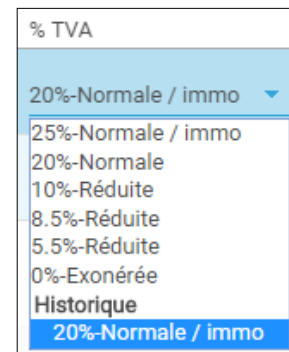 % TVA
20%-Normale / immo
25%-Normale / immo
20%-Normale
10%-Réduite
8.5%-Réduite
5.5%-Réduite
0%-Exonérée
Historique
20%-Normale / immo